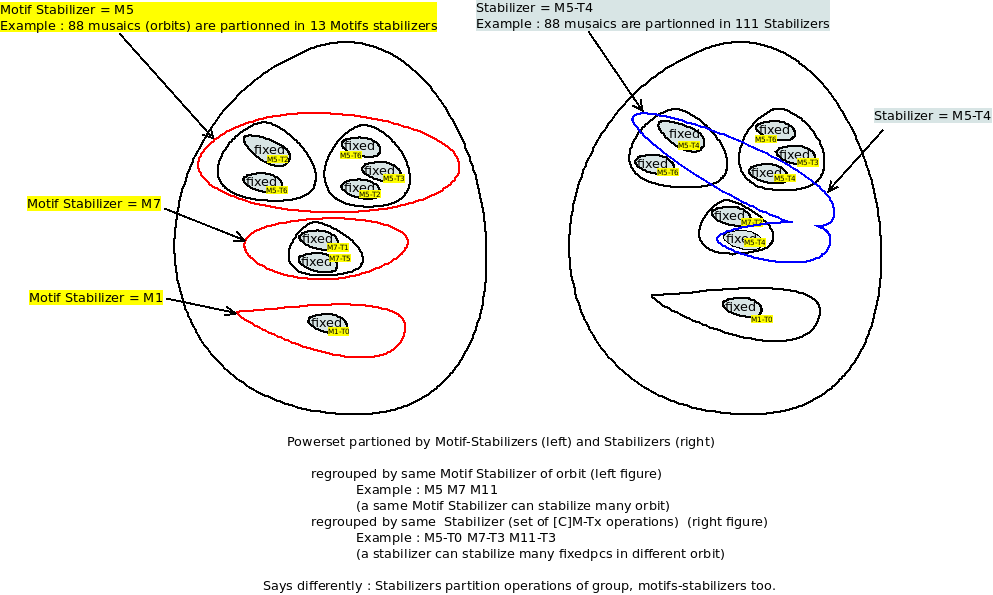 Motif Stabilizer = M5
Example : 88 musaics (orbits) are partionned in 13 Motifs stabilizers
Stabilizer = M5-T4
Example : 88 musaics are partionned in 111 Stabilizers
Stabilizer = M5-T4
fixed
M5-T2
fixed
M5-T6
fixed
M5-T6
fixed
M5-T3
fixed
M5-T2
Motif Stabilizer = M7
fixed
M7-T1
fixed
M7-T5
Motif Stabilizer = M1
fixed
M1-T0
fixed
M5-T4
fixed
M5-T6
fixed
M5-T6
fixed
M5-T3
fixed
M5-T4
fixed
fixed
M5-T4
fixed
M1-T0
Powerset partioned by Motif-Stabilizers (left) and Stabilizers (right)
regrouped by same Motif Stabilizer of orbit (left figure)
Example : M5 M7 M11
(a same Motif Stabilizer can stabilize many orbit)
regrouped by same  Stabilizer (set of [C]M-Tx operations)  (right figure)
Example : M5-T0 M7-T3 M11-T3
(a stabilizer can stabilize many fixedpcs in different orbit)
Says differently : Stabilizers partition operations of group, motifs-stabilizers too.